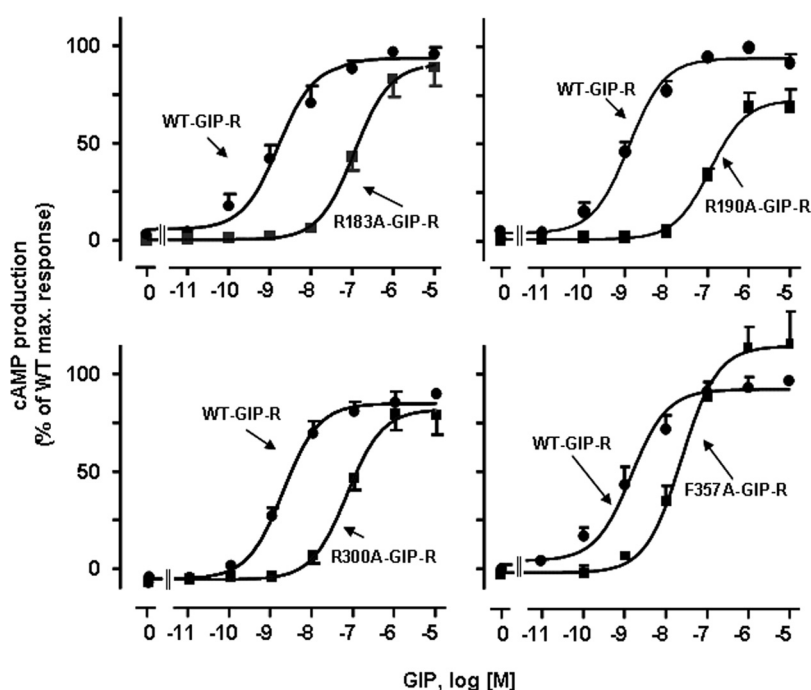 100
50
0
WT-GIP-R
R183A-GIP-R
WT-GIP-R
R190A-GIP-R
0 -11 -10 -9 -8 -7 -6 -5
0 -11 -10 -9 -8 -7 -6 -5
cAMP production
(% of WT max. response)
100
50
0
WT-GIP-R
R300A-GIP-R
WT-GIP-R
F357A-GIP-R
0 -11 -10 -9 -8 -7 -6 -5
0 -11 -10 -9 -8 -7 -6 -5
GIP, log [M]